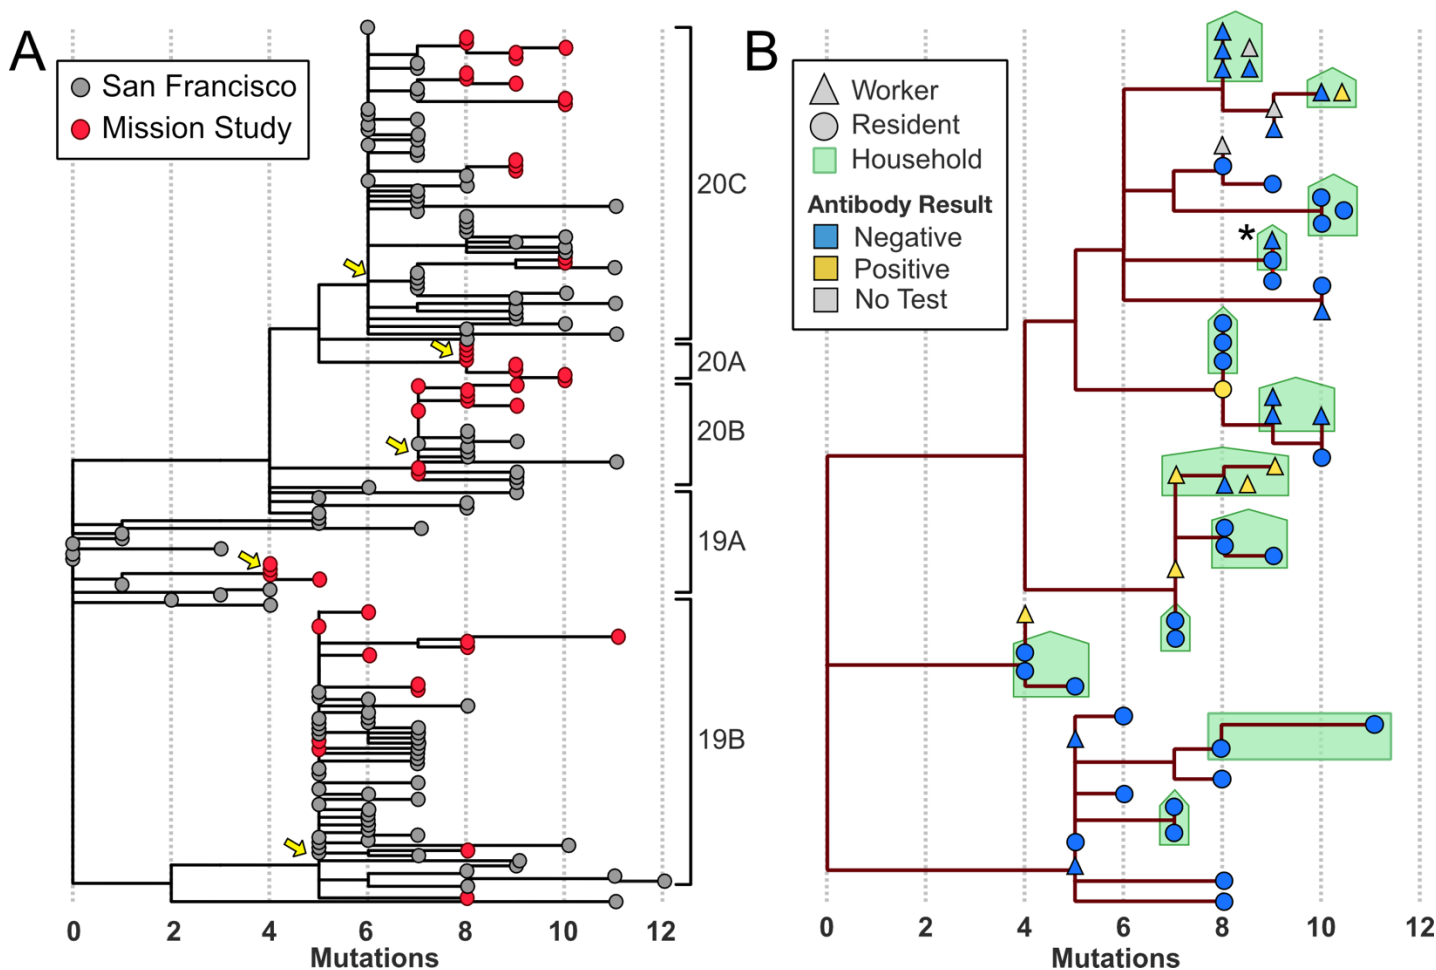 A
San Francisco
Mission Study
20C
20A
20B
19A
19B
0 2 4 6 8 10 12
Mutations
B
Worker
Resident
Household
Antibody Result
Negative
Positive
No Test
*
0 2 4 6 8 10 12
Mutations